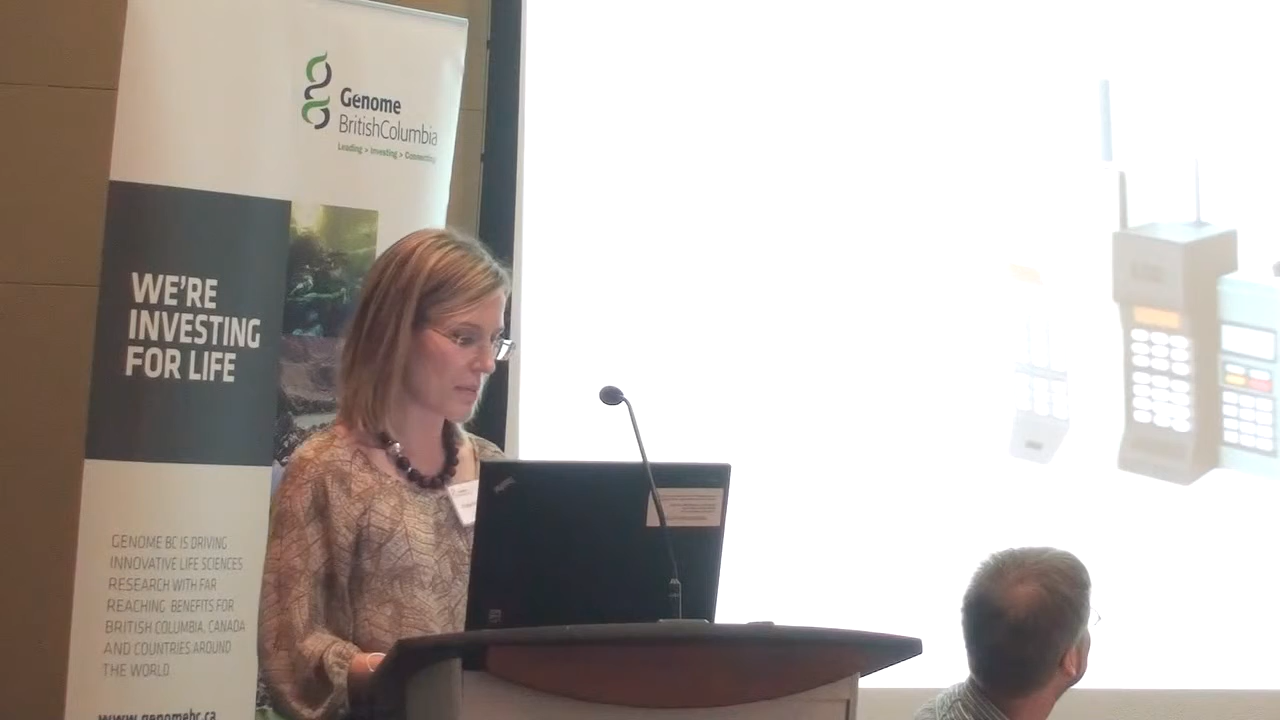 Genome
BritishColumbia
Leading > Investing > Connecting
WE'RE
INVESTING
FOR LIFE
GENOME BC IS DRIVING
INNOVATIVE LIFE SCIENCES
RESEARCH WITH FAR
REACHING BENEFITS FOR
BRITISH COLUMBIA, CANADA
AND COUNTRIES AROUND
THE WORLD
www.genomebc.ca